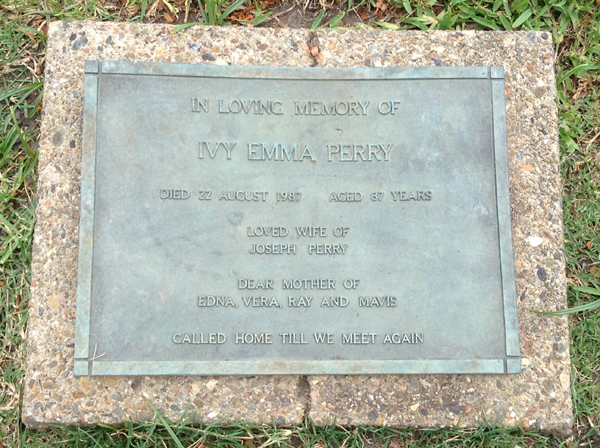 IN LOVING MEMORY OF
IVY EMMA PERRY
DIED 22 AUGUST 1987 AGED 87 YEARS
LOVED WIFE OF
JOSEPH PERRY
DEAR MOTHER OF
EDNA, VERA, RAY AND MAVIS
CALLED HOME TILL WE MEET AGAIN